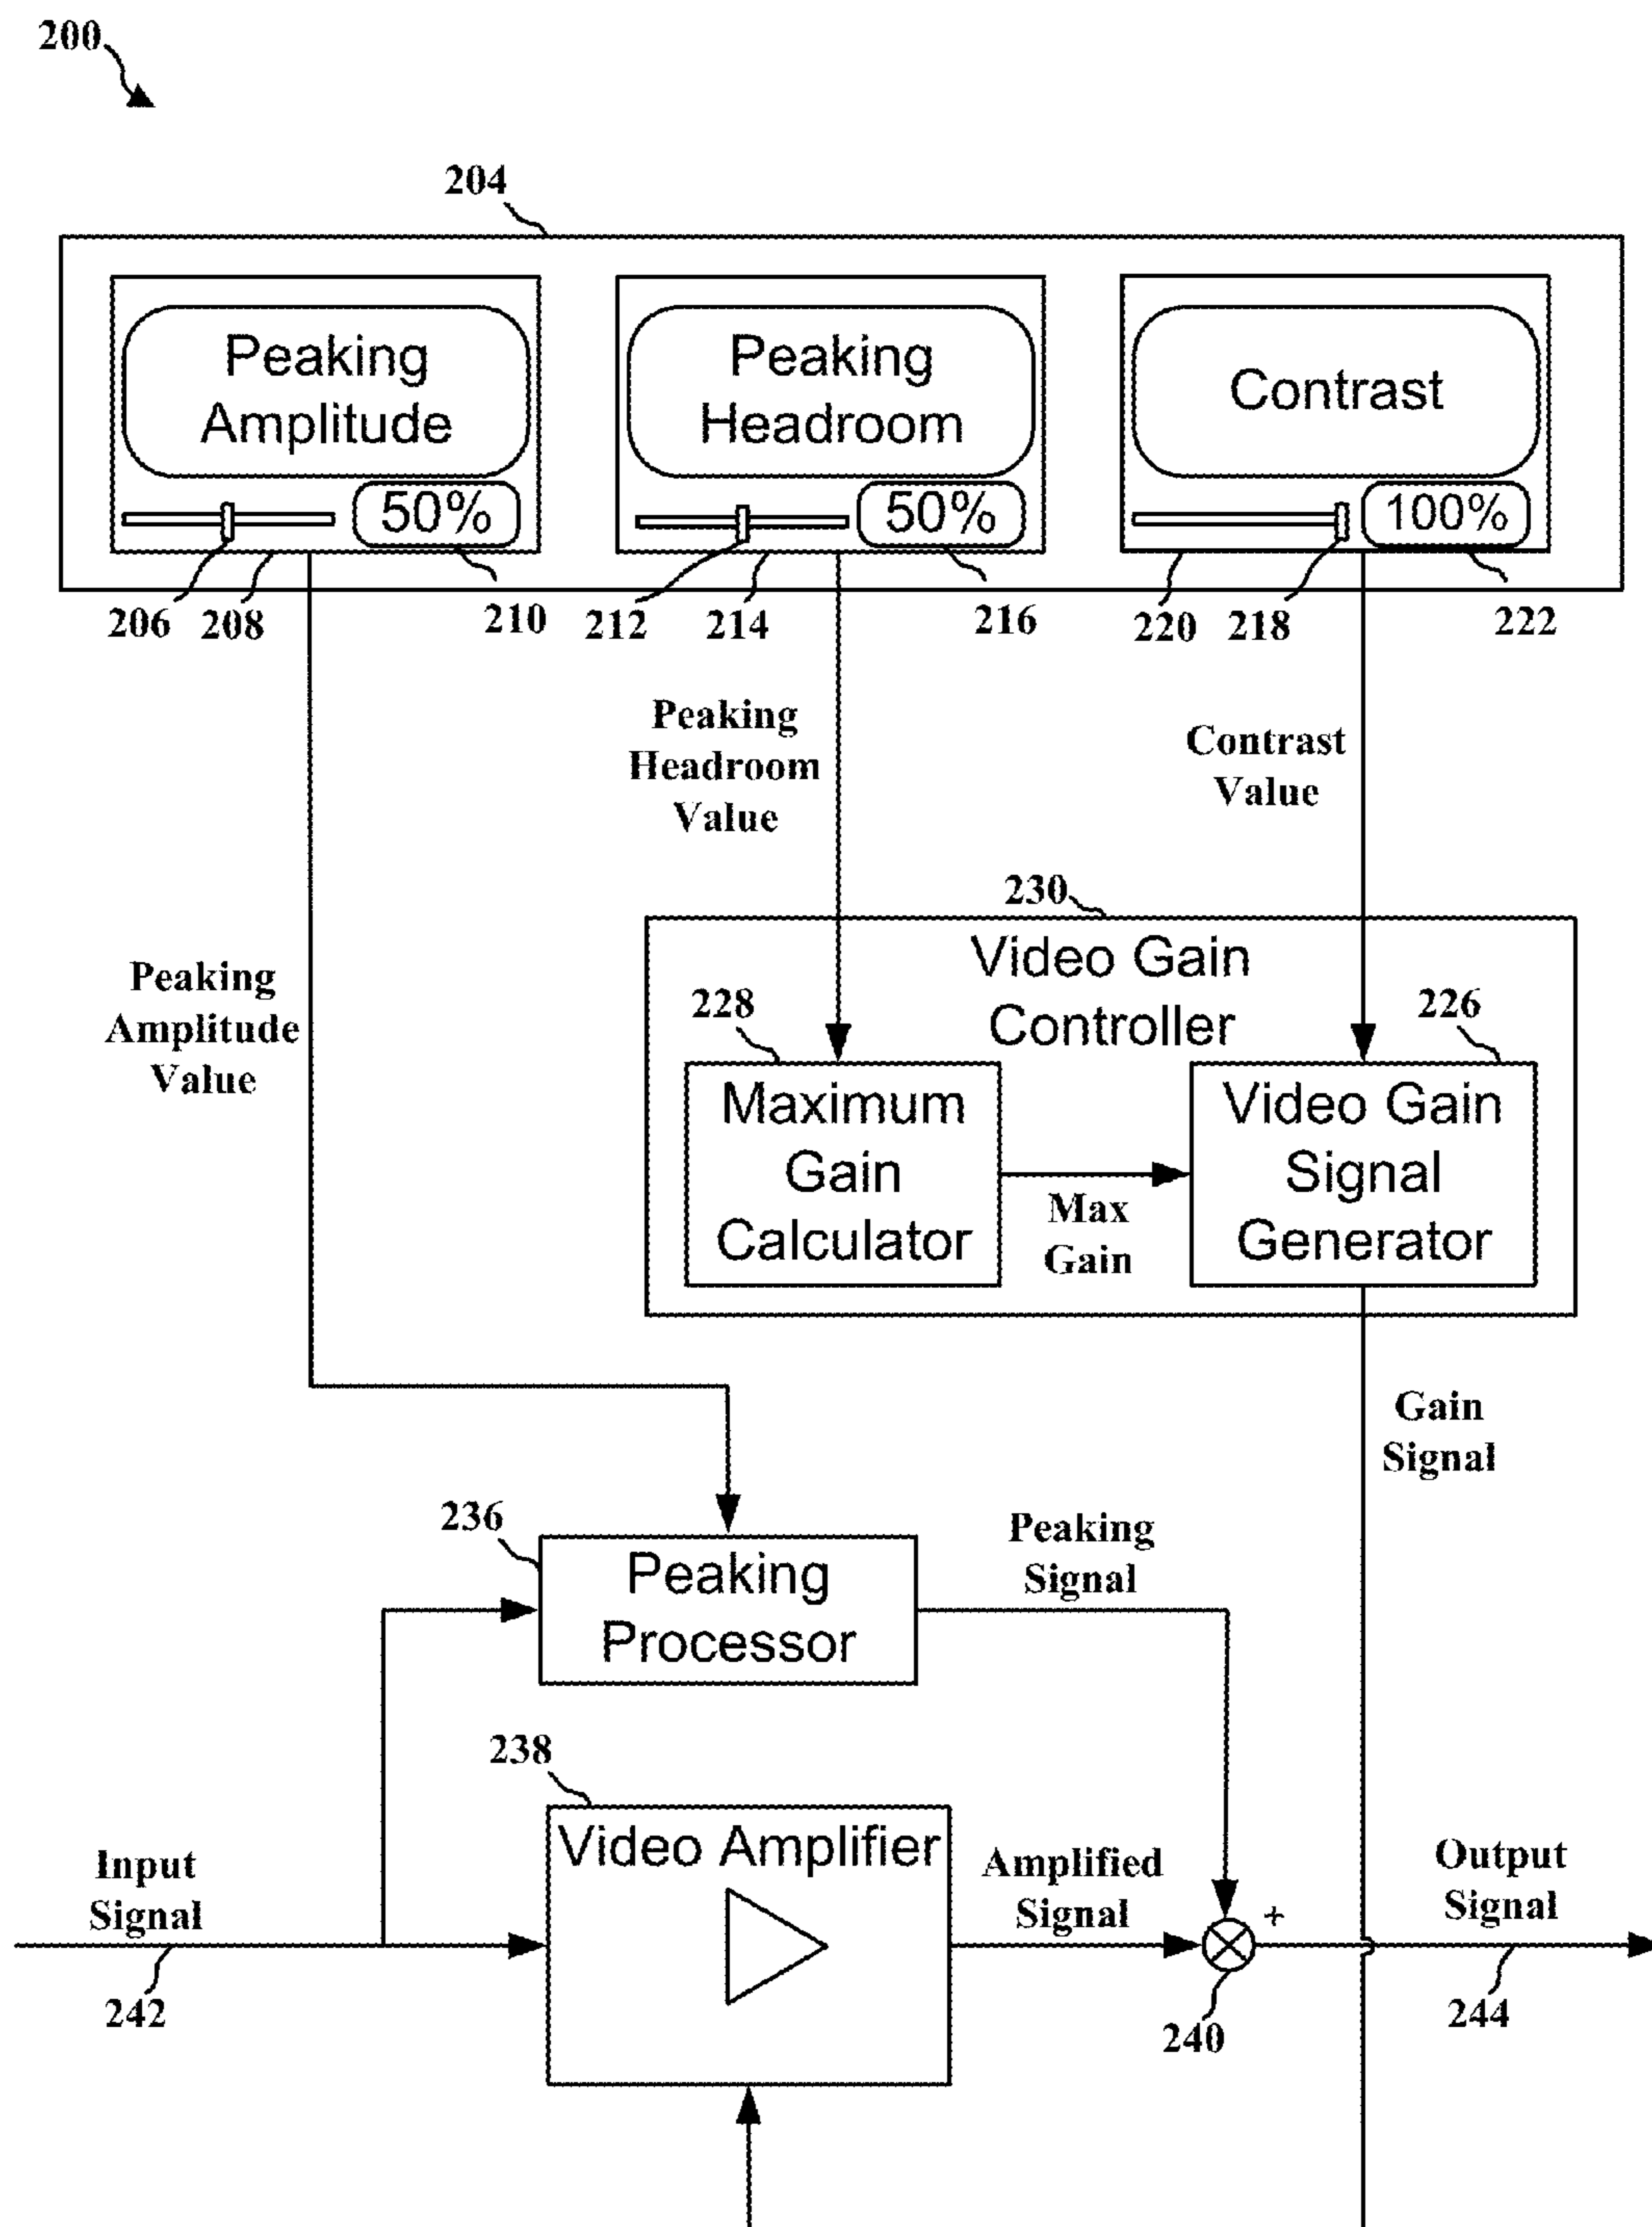 200
204
Peaking
Amplitude
50%
Peaking
Headroom
50%
Contrast
100%
206
208
210
212
214
216
220
218
222
Peaking
Headroom
Value
Contrast
Value
Peaking
Amplitude
Value
230
Video Gain
Controller
228
226
Maximum
Gain
Calculator
Max
Gain
Video Gain
Signal
Generator
Gain
Signal
236
Peaking
Processor
Peaking
Signal
238
Video Amplifier
Input
Signal
242
Amplified
Signal
+
240
Output
Signal
244